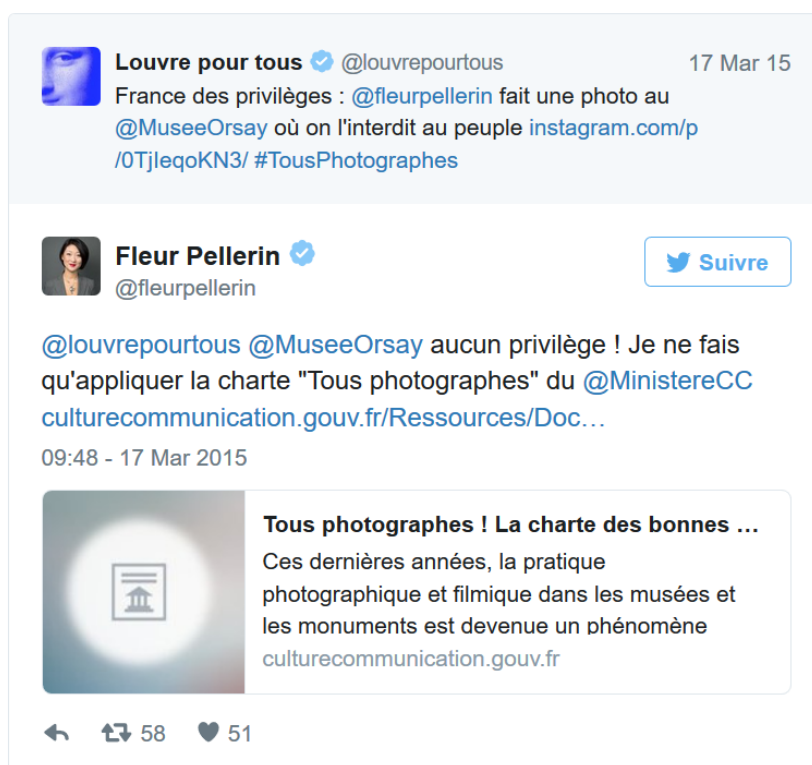 Louvre pour tous @louvrepourtous 17 Mar 15
France des privilèges : @fleurpellerin fait une photo au
@MuseeOrsay où on l'interdit au peuple instagram.com/p
/0TjIeqoKN3/ #TousPhotographes
Fleur Pellerin
@fleurpellerin
Suivre
@louvrepourtous @MuseeOrsay aucun privilège ! Je ne fais
qu'appliquer la charte "Tous photographes" du @MinistereCC
culturecommunication.gouv.fr/Ressources/Doc…
09:48 - 17 Mar 2015
Tous photographes ! La charte des bonnes …
Ces dernières années, la pratique
photographique et filmique dans les musées et
les monuments est devenue un phénomène
culturecommunication.gouv.fr
58 51